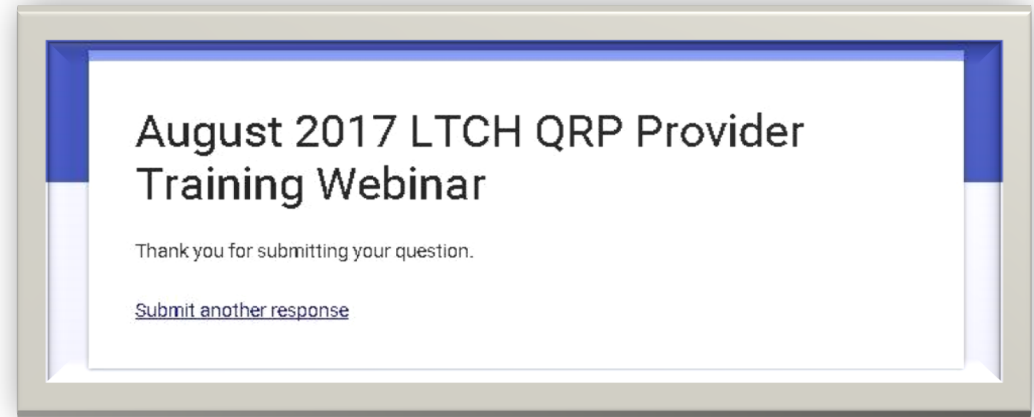 August 2017 LTCH QRP Provider
Training Webinar
Thank you for submitting your question.
Submit another response